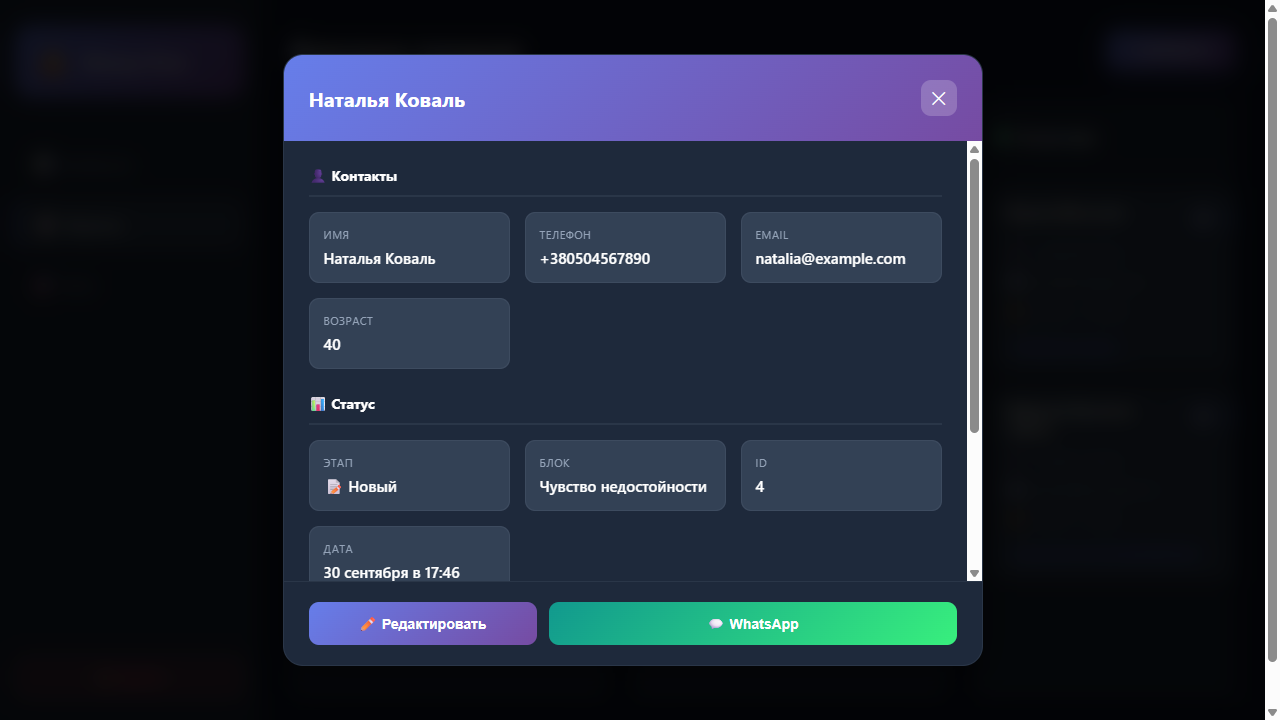 Наталья Коваль
Контакты
ИМЯ
Наталья Коваль
ТЕЛЕФОН
+380504567890
EMAIL
natalia@example.com
ВОЗРАСТ
40
Статус
ЭТАП
Новый
БЛОК
Чувство недостойности
ID
4
ДАТА
30 сентября в 17:46
Редактировать
WhatsApp